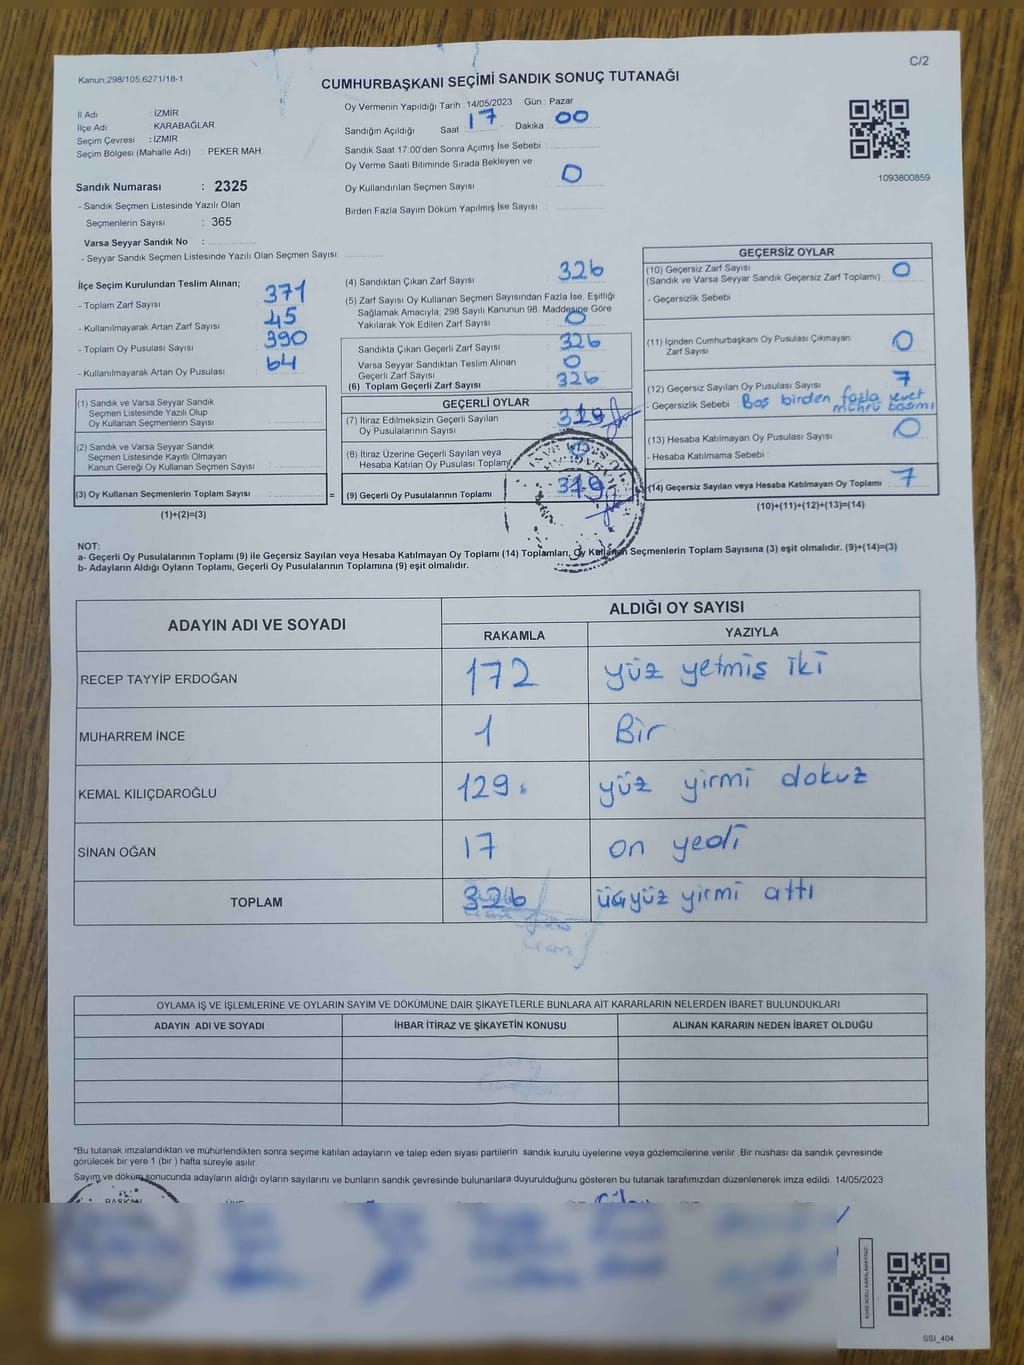 C/2
Kanun;298/105,6271/18-1
CUMHURBAŞKANI SEÇİMİ SANDIK SONUÇ TUTANAĞI
İl Adı : İZMİR
İlçe Adı : KARABAĞLAR
Seçim Çevresi : İZMİR
Seçim Bölgesi (Mahalle Adı) : PEKER MAH.
Sandık Numarası : 2325
- Sandık Seçmen Listesinde Yazılı Olan
Seçmenlerin Sayısı : 365
Varsa Seyyar Sandık No :
- Seyyar Sandık Seçmen Listesinde Yazılı Olan Seçmen Sayısı:
Oy Vermenin Yapıldığı Tarih : 14/05/2023 Gün : Pazar
Sandığın Açıldığı Saat 17 Dakika 00
Sandık Saat 17:00'den Sonra Açımış İse Sebebi :
Oy Verme Saati Bitiminde Sırada Bekleyen ve
Oy Kullandırılan Seçmen Sayısı 0
Birden Fazla Sayım Döküm Yapılmış İse Sayısı :
1093800859
İlçe Seçim Kurulundan Teslim Alınan;
- Toplam Zarf Sayısı 371
- Kullanılmayarak Artan Zarf Sayısı 45
- Toplam Oy Pusulası Sayısı 390
- Kullanılmayarak Artan Oy Pusulası 64
(1) Sandık ve Varsa Seyyar Sandık
Seçmen Listesinde Yazılı Olup
Oy Kullanan Seçmenlerin Sayısı
(2) Sandık ve Varsa Seyyar Sandık
Seçmen Listesinde Kayıtlı Olmayan
Kanun Gereği Oy Kullanan Seçmen Sayısı
(3) Oy Kullanan Seçmenlerin Toplam Sayısı =
(1)+(2)=(3)
(4) Sandıktan Çıkan Zarf Sayısı 326
(5) Zarf Sayısı Oy Kullanan Seçmen Sayısından Fazla İse, Eşitliği
Sağlamak Amacıyla, 298 Sayılı Kanunun 98. Maddesine Göre
Yakılarak Yok Edilen Zarf Sayısı 0
Sandıkta Çıkan Geçerli Zarf Sayısı 326
Varsa Seyyar Sandıktan Teslim Alınan
Geçerli Zarf Sayısı 0
(6) Toplam Geçerli Zarf Sayısı 326
GEÇERLİ OYLAR
(7) İtiraz Edilmeksizin Geçerli Sayılan
Oy Pusulalarının Sayısı 319
(8) İtiraz Üzerine Geçerli Sayılan veya
Hesaba Katılan Oy Pusulası Toplamı
(9) Geçerli Oy Pusulalarının Toplamı 319
GEÇERSİZ OYLAR
(10) Geçersiz Zarf Sayısı
(Sandık ve Varsa Seyyar Sandık Geçersiz Zarf Toplamı) 0
- Geçersizlik Sebebi
(11) İçinden Cumhurbaşkanı Oy Pusulası Çıkmayan
Zarf Sayısı 0
(12) Geçersiz Sayılan Oy Pusulası Sayısı 7
- Geçersizlik Sebebi : Boş birden fazla evet
mührü basımı
(13) Hesaba Katılmayan Oy Pusulası Sayısı 0
- Hesaba Katılmama Sebebi :
(14) Geçersiz Sayılan veya Hesaba Katılmayan Oy Toplamı 7
(10)+(11)+(12)+(13)=(14)
NOT:
a- Geçerli Oy Pusulalarının Toplamı (9) ile Geçersiz Sayılan veya Hesaba Katılmayan Oy Toplamı (14) Toplamları, Oy Kullanan Seçmenlerin Toplam Sayısına (3) eşit olmalıdır. (9)+(14)=(3)
b- Adayların Aldığı Oyların Toplamı, Geçerli Oy Pusulalarının Toplamına (9) eşit olmalıdır.
ADAYIN ADI VE SOYADI
ALDIĞI OY SAYISI
RAKAMLA YAZIYLA
RECEP TAYYİP ERDOĞAN 172 yüz yetmiş iki
MUHARREM İNCE 1 Bir
KEMAL KILIÇDAROĞLU 129 yüz yirmi dokuz
SİNAN OĞAN 17 on yedi
TOPLAM 326 üçyüz yirmi altı
OYLAMA İŞ VE İŞLEMLERİNE VE OYLARIN SAYIM VE DÖKÜMÜNE DAİR ŞİKAYETLERLE BUNLARA AİT KARARLARIN NELERDEN İBARET BULUNDUKLARI
ADAYIN ADI VE SOYADI İHBAR İTİRAZ VE ŞİKAYETİN KONUSU ALINAN KARARIN NEDEN İBARET OLDUĞU
*Bu tutanak imzalandıktan ve mühürlendikten sonra seçime katılan adayların ve talep eden siyasi partilerin sandık kurulu üyelerine veya gözlemcilerine verilir .Bir nüshası da sandık çevresinde
görülecek bir yere 1 (bir ) hafta süreyle asılır.
Sayım ve döküm sonucunda adayların aldığı oyların sayılarını ve bunların sandık çevresinde bulunanlara duyurulduğunu gösteren bu tutanak tarafımızdan düzenlenerek imza edildi. 14/05/2023
BAŞKAN
SSI_404